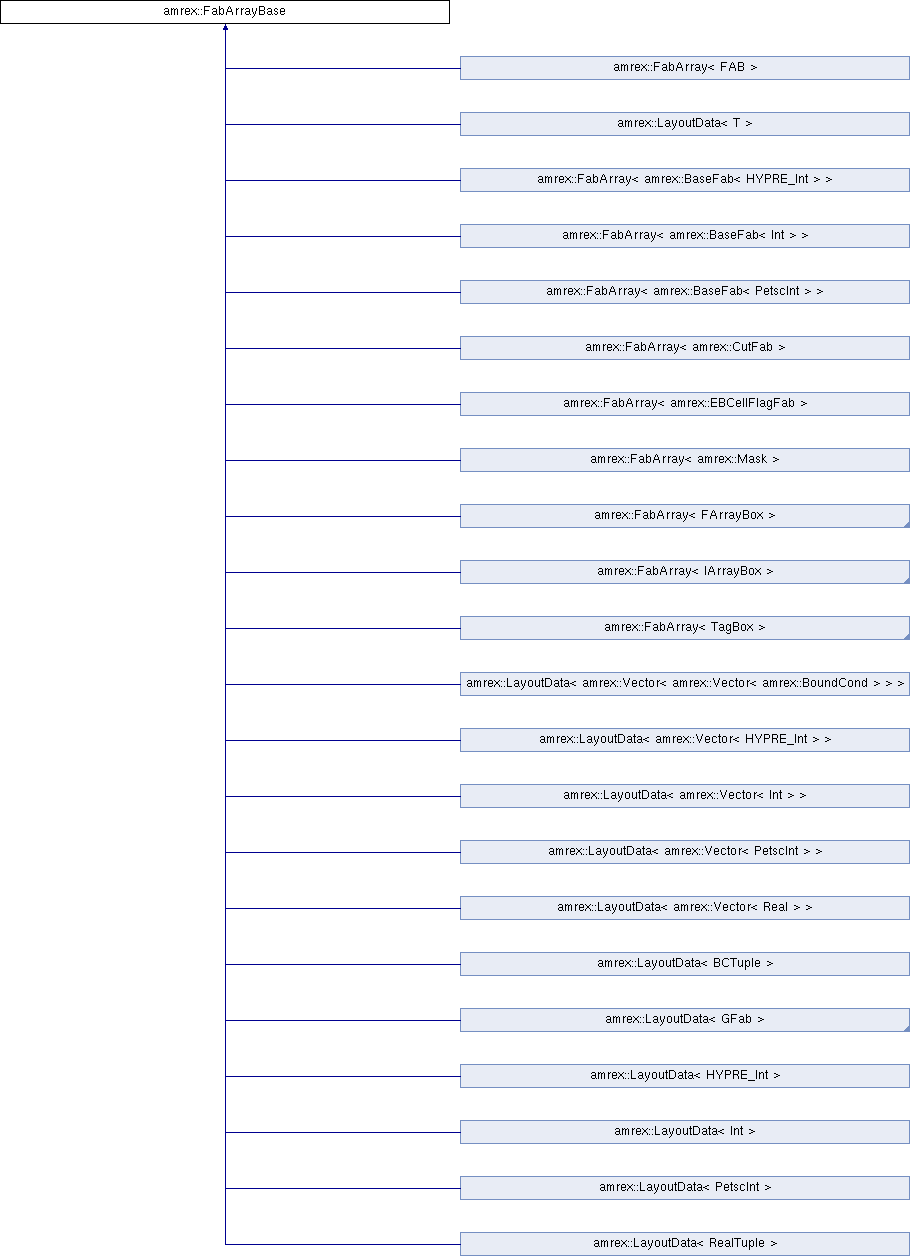 amrex::FabArrayBase
amrex::FabArray< FAB >
amrex::LayoutData< T >
amrex::FabArray< amrex::BaseFab< HYPRE_Int > >
amrex::FabArray< amrex::BaseFab< Int > >
amrex::FabArray< amrex::BaseFab< PetscInt > >
amrex::FabArray< amrex::CutFab >
amrex::FabArray< amrex::EBCellFlagFab >
amrex::FabArray< amrex::Mask >
amrex::FabArray< FArrayBox >
amrex::FabArray< IArrayBox >
amrex::FabArray< TagBox >
amrex::LayoutData< amrex::Vector< amrex::Vector< amrex::BoundCond > > >
amrex::LayoutData< amrex::Vector< HYPRE_Int > >
amrex::LayoutData< amrex::Vector< Int > >
amrex::LayoutData< amrex::Vector< PetscInt > >
amrex::LayoutData< amrex::Vector< Real > >
amrex::LayoutData< BCTuple >
amrex::LayoutData< GFab >
amrex::LayoutData< HYPRE_Int >
amrex::LayoutData< Int >
amrex::LayoutData< PetscInt >
amrex::LayoutData< RealTuple >